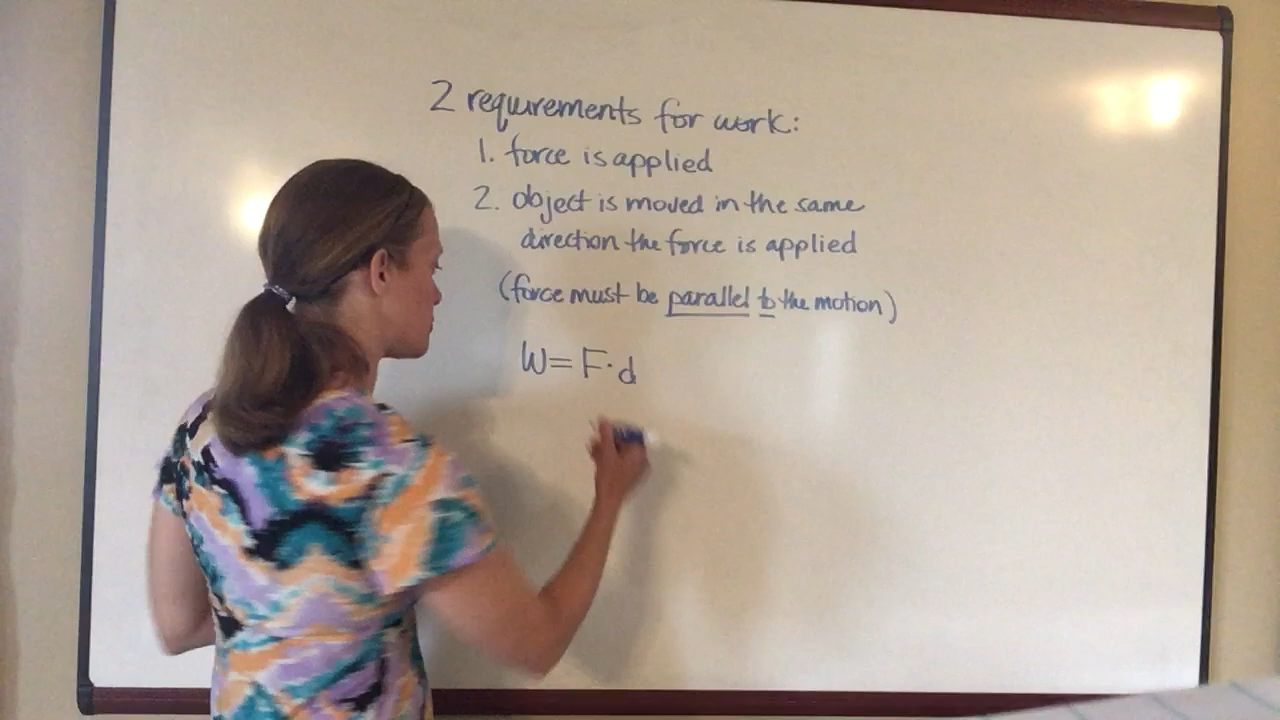 2 requirements for work:
1. force is applied
2. object is moved in the same
direction the force is applied
(force must be parallel to the motion)
W=F·d